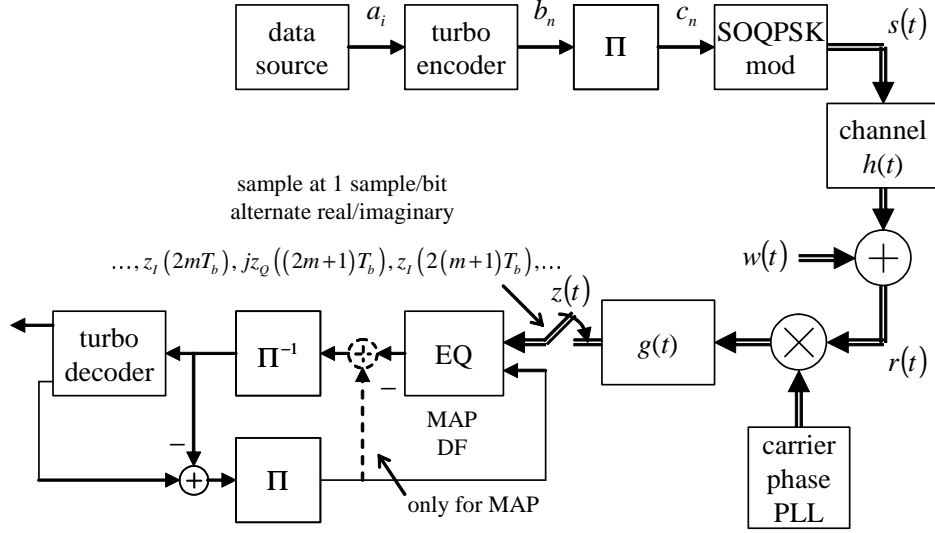 a_i
b_n
c_n
s(t)
data
source
turbo
encoder
Π
SOQPSK
mod
channel
h(t)
sample at 1 sample/bit
alternate real/imaginary
…, z_I(2mT_b), jz_Q((2m+1)T_b), z_I(2(m+1)T_b),…
w(t)
+
z(t)
turbo
decoder
Π⁻¹
+
EQ
g(t)
×
r(t)
−
MAP
DF
−
+
Π
only for MAP
carrier
phase
PLL